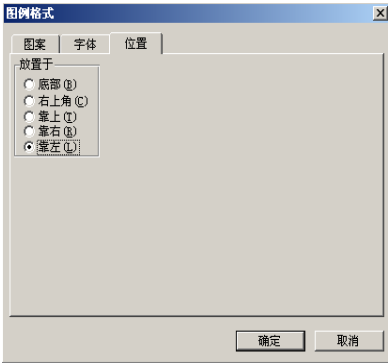 图例格式
图案 字体 位置
放置于
底部(B)
右上角(C)
靠上(T)
靠右(R)
靠左(L)
确定 取消